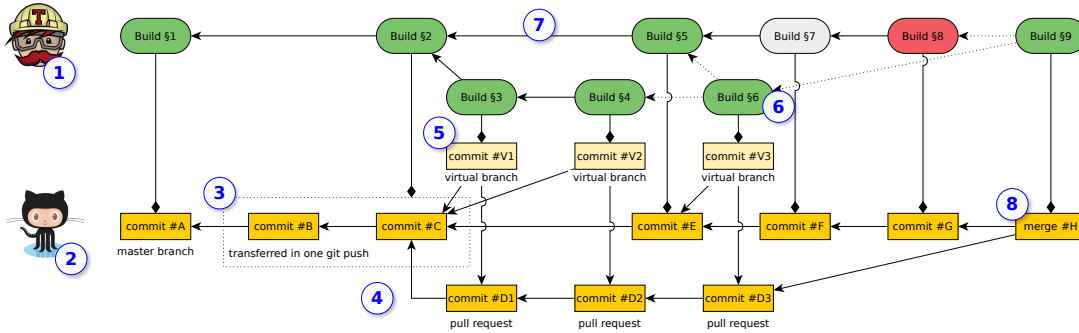 T
Build §1
Build §2
7
Build §5
Build §7
Build §8
Build §9
1
Build §3
Build §4
Build §6
6
5
commit #V1
commit #V2
commit #V3
virtual branch
virtual branch
virtual branch
3
8
commit #A
commit #B
commit #C
commit #E
commit #F
commit #G
merge #H
master branch
transferred in one git push
2
4
commit #D1
commit #D2
commit #D3
pull request
pull request
pull request